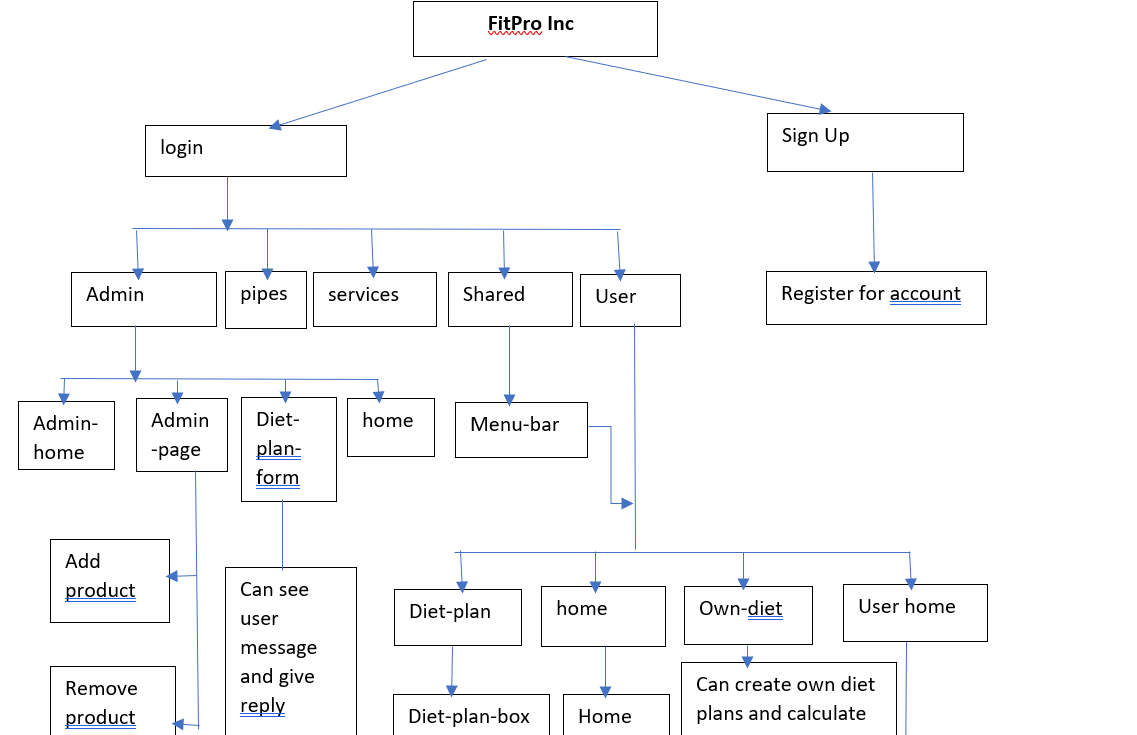 FitPro Inc
login
Sign Up
Admin
pipes
services
Shared
User
Register for account
Admin-
home
Admin
-page
Diet-
plan-
form
home
Menu-bar
Add
product
Can see
user
message
and give
reply
Diet-plan
home
Own-diet
User home
Remove
product
Diet-plan-box
Home
Can create own diet
plans and calculate